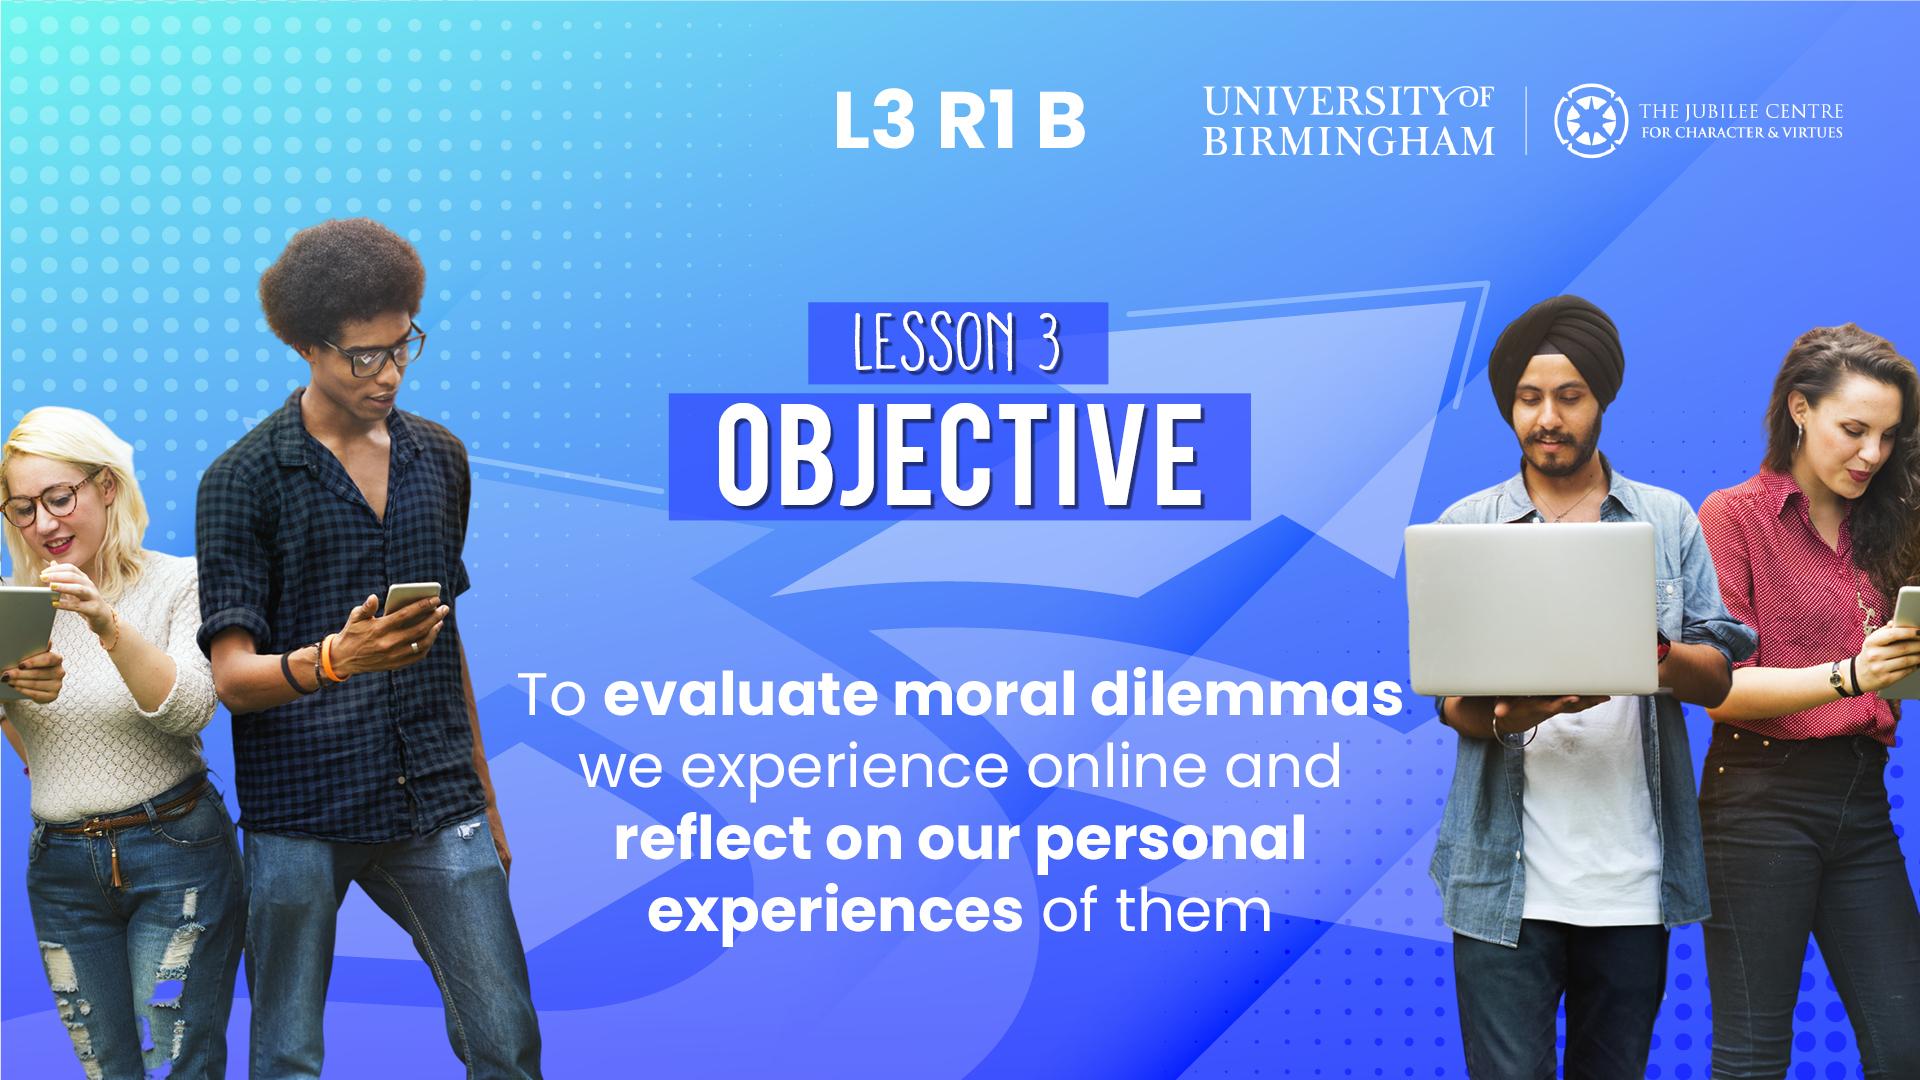 L3 R1 B
UNIVERSITY OF
BIRMINGHAM
THE JUBILEE CENTRE
FOR CHARACTER & VIRTUES
LESSON 3
OBJECTIVE
To evaluate moral dilemmas
we experience online and
reflect on our personal
experiences of them